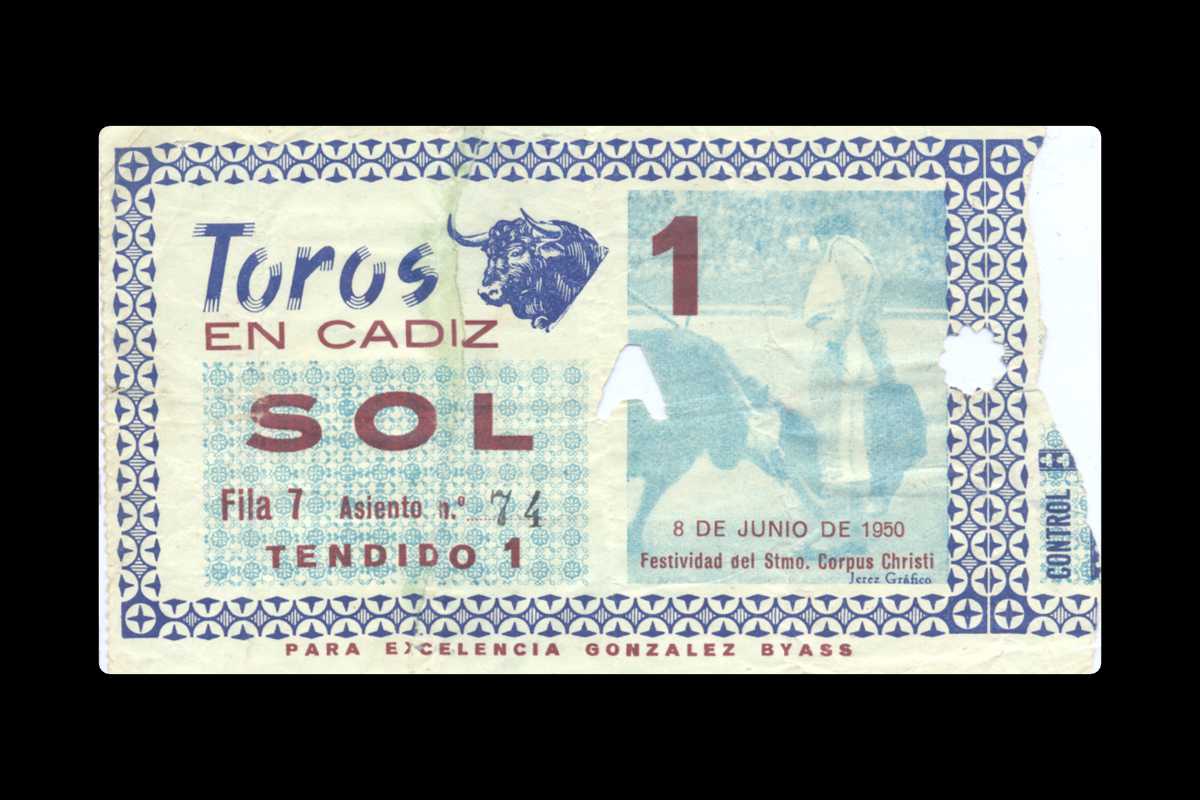 Toros
EN CADIZ
SOL
Fila 7 Asiento n.º 74
TENDIDO 1
1
8 DE JUNIO DE 1950
Festividad del Stmo. Corpus Christi
Jerez Gráfico
CONTROL
PARA EXCELENCIA GONZALEZ BYASS